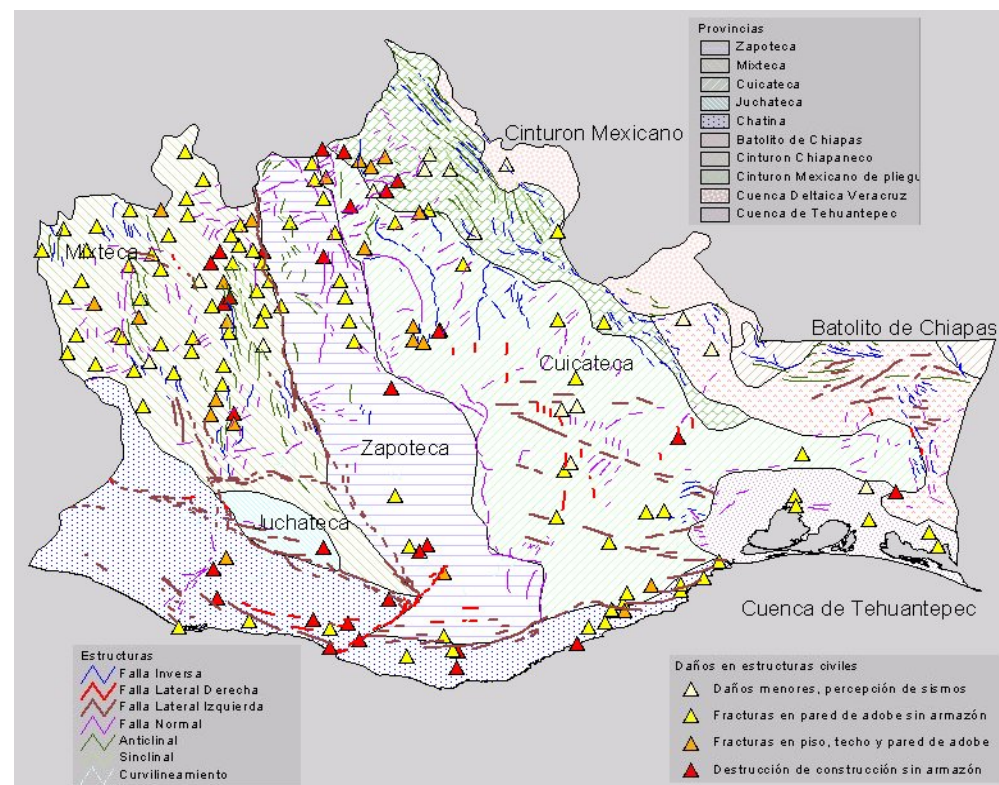 Provincias
Zapoteca
Mixteca
Cuicateca
Juchateca
Chatina
Batolito de Chiapas
Cinturon Chiapaneco
Cinturon Mexicano de pliegu
Cuenca Deltaica Veracruz
Cuenca de Tehuantepec
Cinturon Mexicano
Mixteca
Batolito de Chiapas
Cuicateca
Zapoteca
Juchateca
Cuenca de Tehuantepec
Estructuras
Falla Inversa
Falla Lateral Derecha
Falla Lateral Izquierda
Falla Normal
Anticlinal
Sinclinal
Curvilineamiento
Daños en estructuras civiles
Daños menores, percepción de sismos
Fracturas en pared de adobe sin armazón
Fracturas en piso, techo y pared de adobe
Destrucción de construcción sin armazón